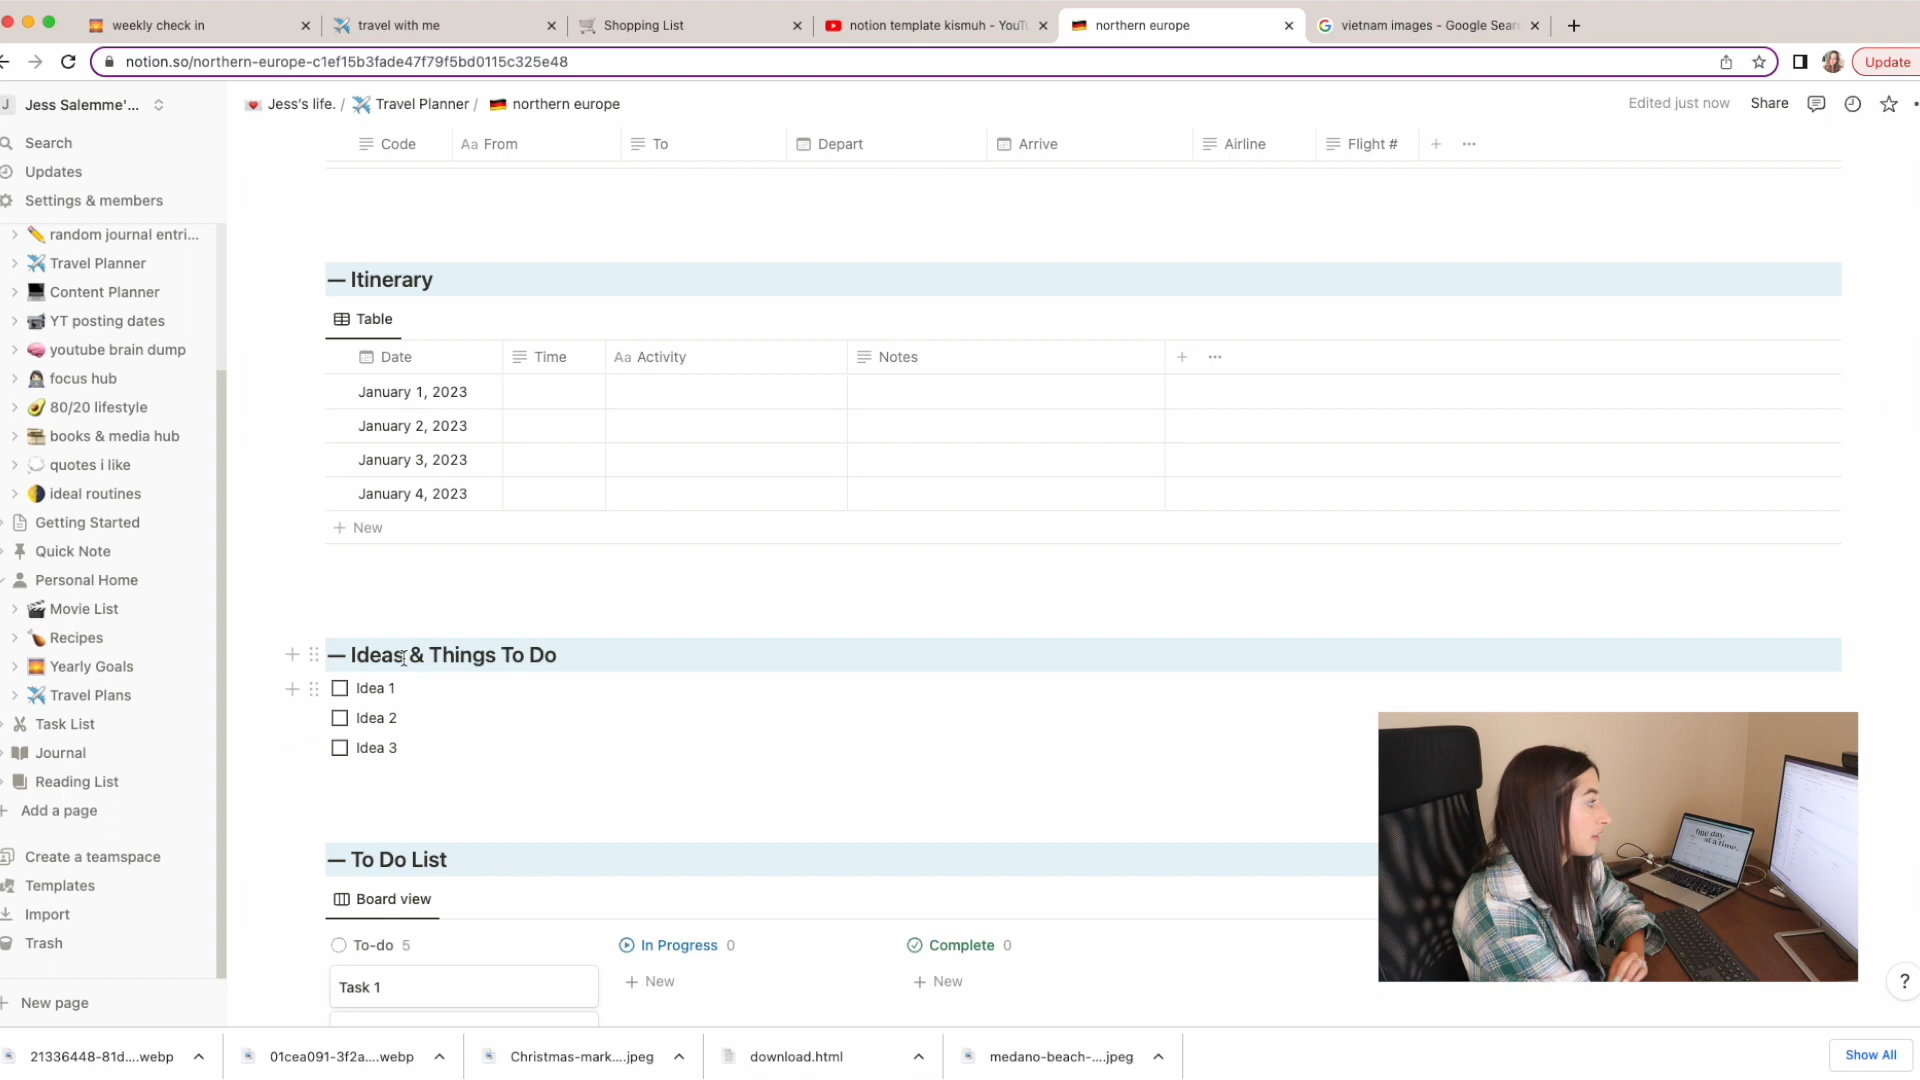 weekly check in
travel with me
Shopping List
notion template kismuh - YouTu
northern europe
vietnam images - Google Sear
notion.so/northern-europe-c1ef15b3fade47f79f5bd0115c325e48
Update
J Jess Salemme'...
Jess's life. / Travel Planner / northern europe
Edited just now
Share
Search
Updates
Settings & members
random journal entri...
Travel Planner
Content Planner
YT posting dates
youtube brain dump
focus hub
80/20 lifestyle
books & media hub
quotes i like
ideal routines
Getting Started
Quick Note
Personal Home
Movie List
Recipes
Yearly Goals
Travel Plans
Task List
Journal
Reading List
Add a page
Create a teamspace
Templates
Import
Trash
New page
Code Aa From To Depart Arrive Airline Flight #
— Itinerary
Table
Date Time Aa Activity Notes
January 1, 2023
January 2, 2023
January 3, 2023
January 4, 2023
New
— Ideas & Things To Do
Idea 1
Idea 2
Idea 3
— To Do List
Board view
To-do 5 In Progress 0 Complete 0
Task 1 New New
one day
at a time.
?
21336448-81d....webp
01cea091-3f2a....webp
Christmas-mark....jpeg
download.html
medano-beach-....jpeg
Show All